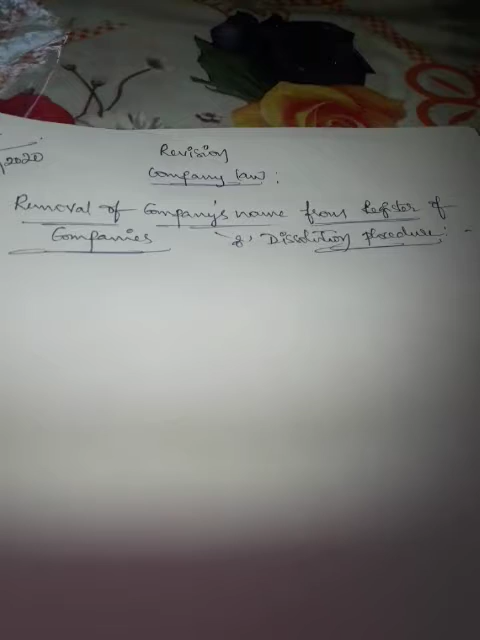 2020
Revision
Company law:
Removal of Company's name from Register of
Companies & Dissolution procedure: -